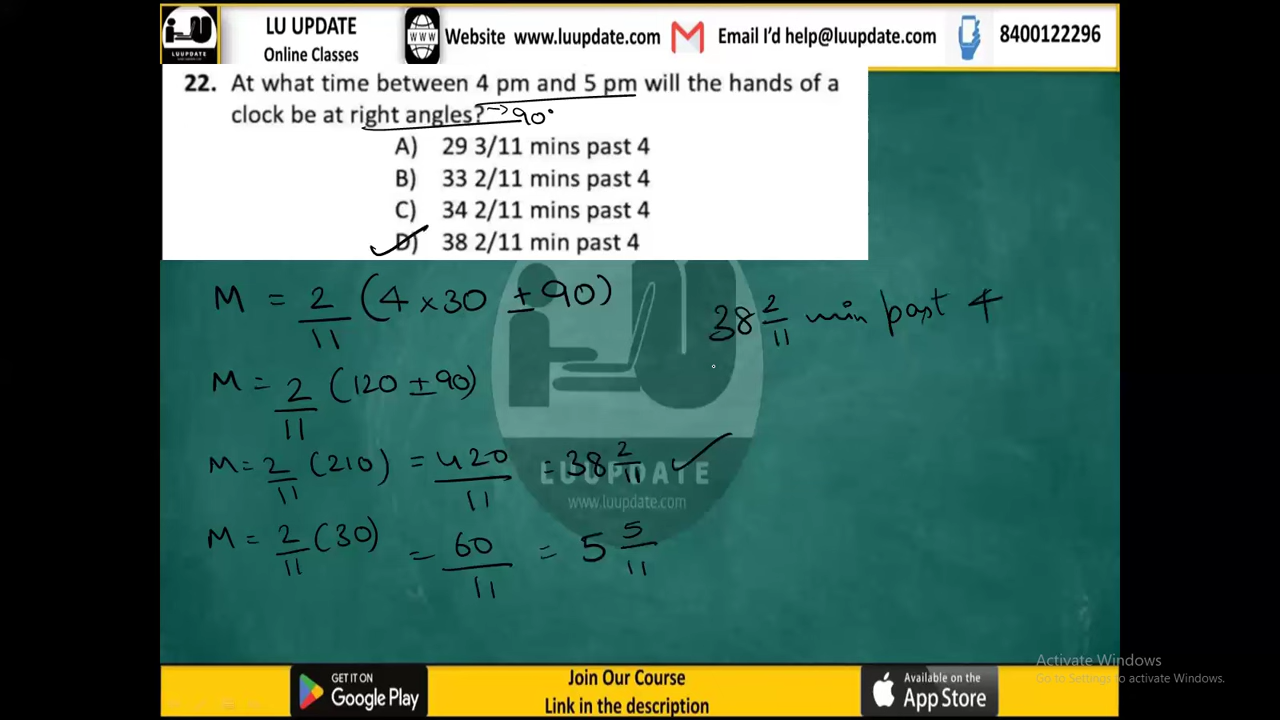 LU UPDATE
Online Classes
LUUPDATE
WWW
Website www.luupdate.com
Email I'd help@luupdate.com
8400122296
22. At what time between 4 pm and 5 pm will the hands of a
clock be at right angles? → 90°
A) 29 3/11 mins past 4
B) 33 2/11 mins past 4
C) 34 2/11 mins past 4
D) 38 2/11 min past 4
M = 2/11 (4 × 30 ± 90)
38 2/11 min past 4
M = 2/11 (120 ± 90)
M = 2/11 (210) = 420/11 = 38 2/11 ✓
LUUPDATE
www.luupdate.com
M = 2/11 (30) = 60/11 = 5 5/11
Activate Windows
Go to Settings to activate Windows.
GET IT ON
Google Play
Join Our Course
Link in the description
Available on the
App Store